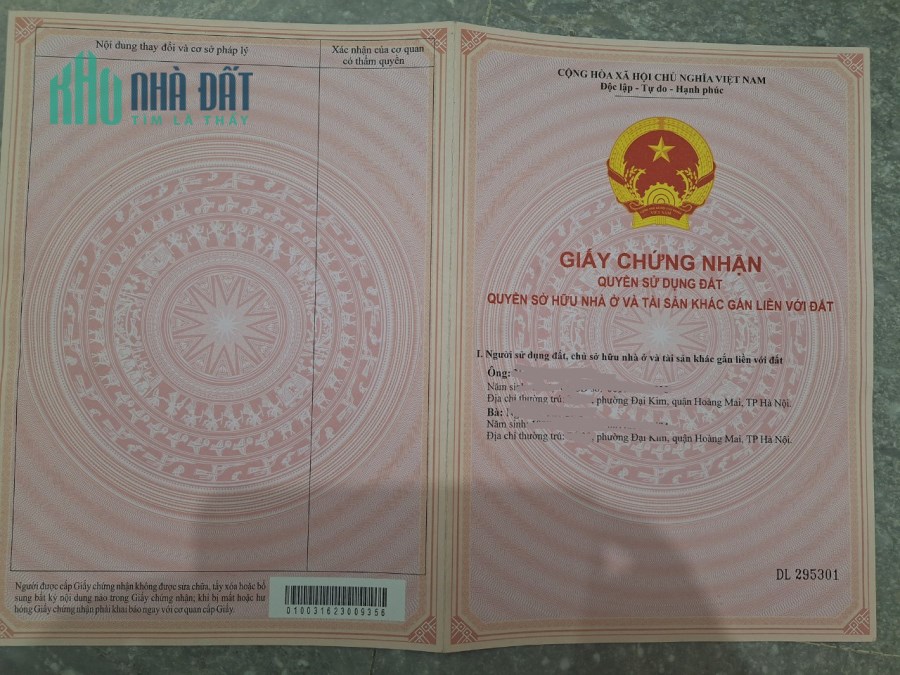 Nội dung thay đổi và cơ sở pháp lý
Xác nhận của cơ quan
có thẩm quyền
KHO NHÀ ĐẤT
TÌM LÀ THẤY
Người được cấp Giấy chứng nhận không được sửa chữa, tẩy xóa hoặc bổ
sung bất kỳ nội dung nào trong Giấy chứng nhận; khi bị mất hoặc hư
hỏng Giấy chứng nhận phải khai báo ngay với cơ quan cấp Giấy.
010031623009356
CỘNG HÒA XÃ HỘI CHỦ NGHĨA VIỆT NAM
Độc lập - Tự do - Hạnh phúc
GIẤY CHỨNG NHẬN
QUYỀN SỬ DỤNG ĐẤT
QUYỀN SỞ HỮU NHÀ Ở VÀ TÀI SẢN KHÁC GẮN LIỀN VỚI ĐẤT
I. Người sử dụng đất, chủ sở hữu nhà ở và tài sản khác gắn liền với đất
Ông:
Năm sinh
Địa chỉ thường trú: , phường Đại Kim, quận Hoàng Mai, TP Hà Nội.
Bà:
Năm sinh:
Địa chỉ thường trú: , phường Đại Kim, quận Hoàng Mai, TP Hà Nội.
DL 295301